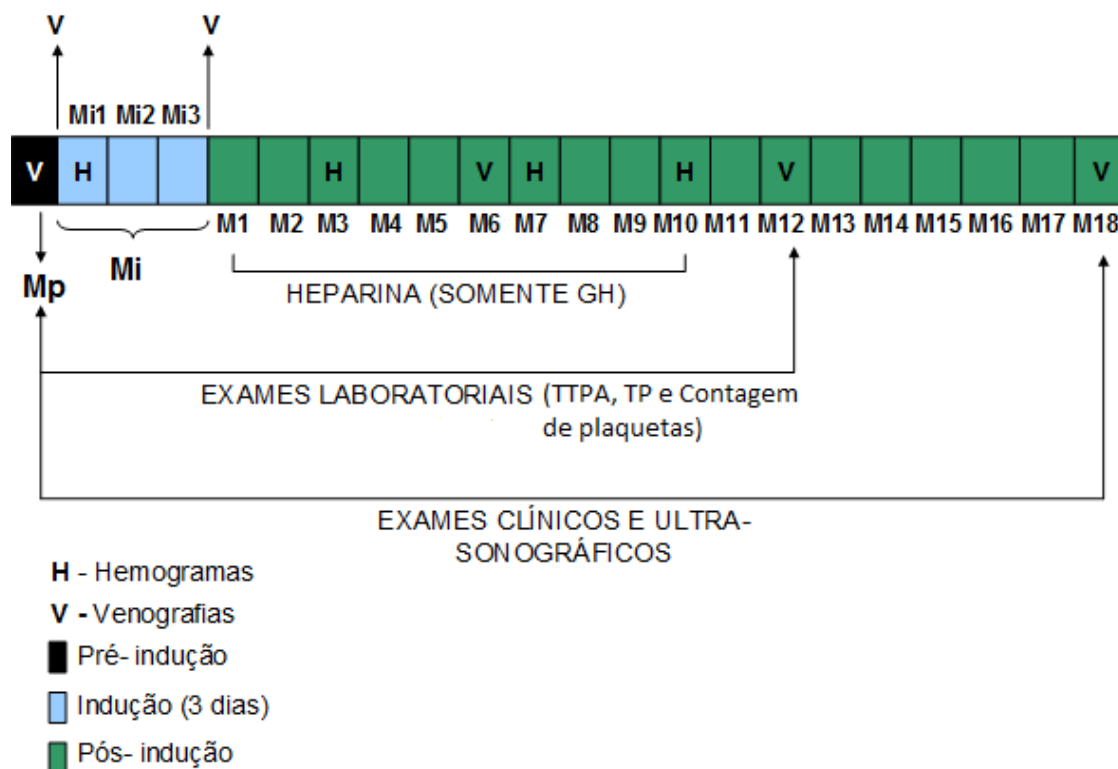 V V
Mi1 Mi2 Mi3
V H H V H H V V
M1 M2 M3 M4 M5 M6 M7 M8 M9 M10 M11 M12 M13 M14 M15 M16 M17 M18
Mp Mi
HEPARINA (SOMENTE GH)
EXAMES LABORATORIAIS (TTPA, TP e Contagem
de plaquetas)
EXAMES CLÍNICOS E ULTRA-
SONOGRÁFICOS
H - Hemogramas
V - Venografias
Pré- indução
Indução (3 dias)
Pós- indução